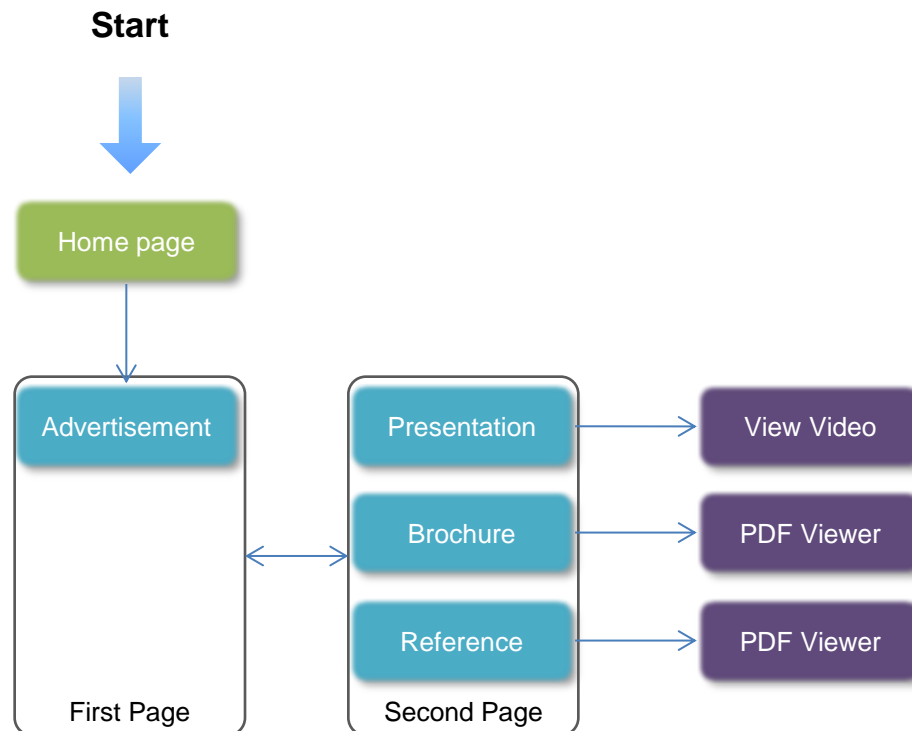 Start
Home page
Advertisement
Presentation
View Video
Brochure
PDF Viewer
Reference
PDF Viewer
First Page
Second Page